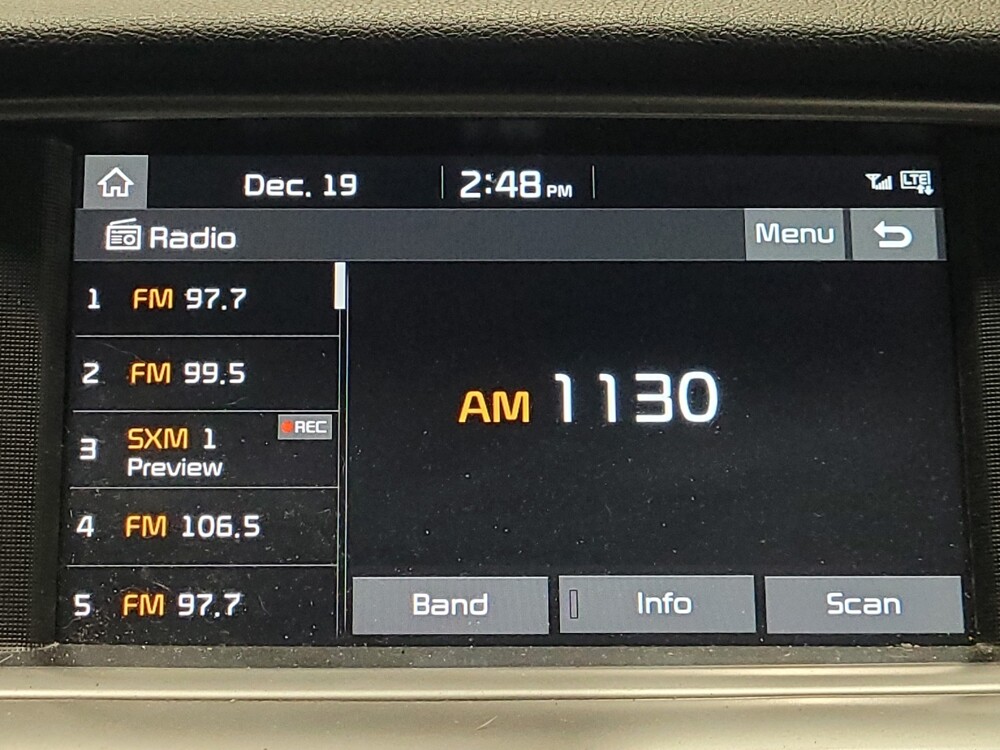 Dec. 19
2:48 PM
LTE
Radio
Menu
1 FM 97.7
2 FM 99.5
3 SXM 1
REC
Preview
4 FM 106.5
5 FM 97.7
AM 1130
Band
Info
Scan